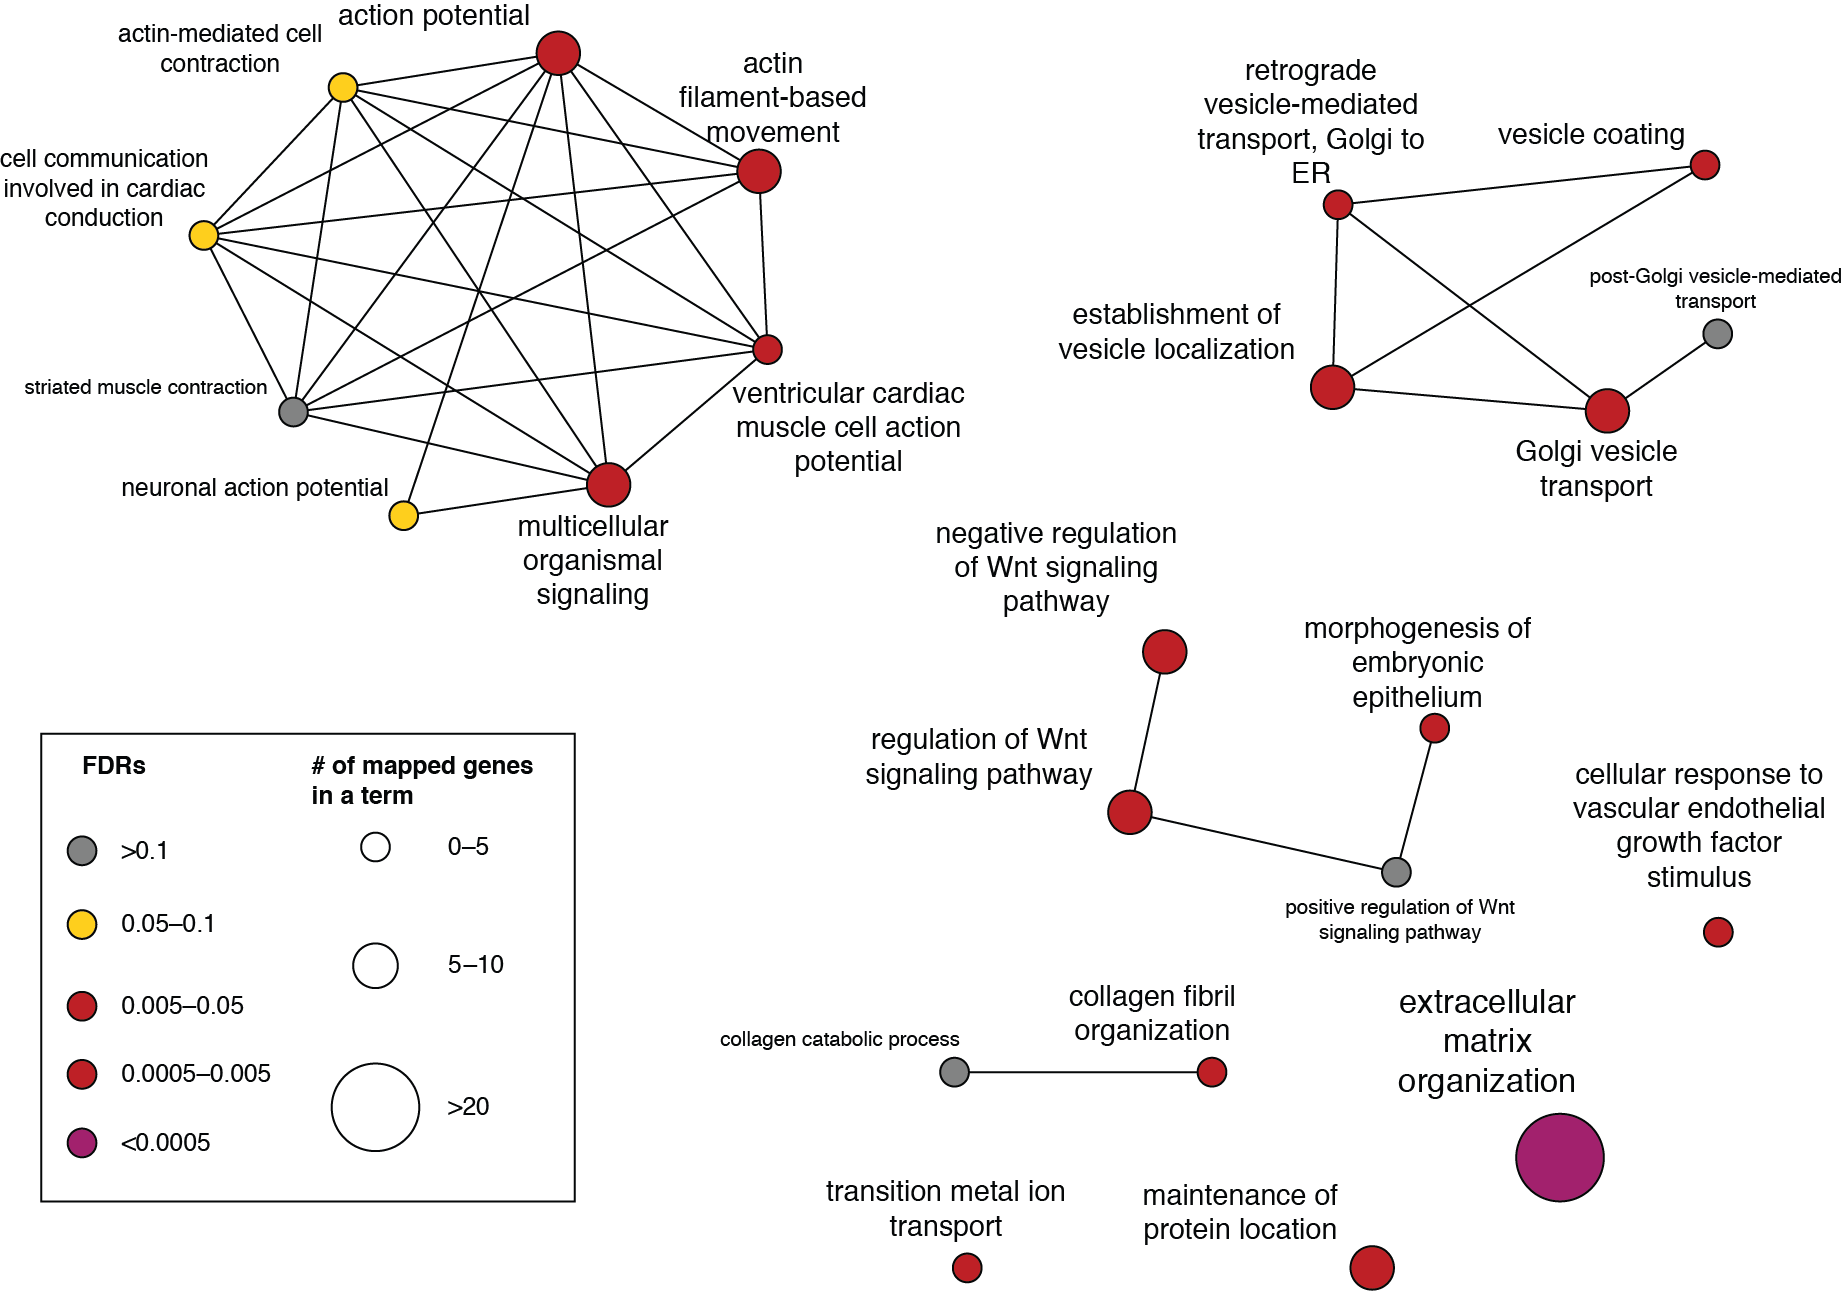 action potential
actin-mediated cell
contraction
actin
filament-based
movement
cell communication
involved in cardiac
conduction
striated muscle contraction
ventricular cardiac
muscle cell action
potential
neuronal action potential
multicellular
organismal
signaling
retrograde
vesicle-mediated
transport, Golgi to
ER
vesicle coating
post-Golgi vesicle-mediated
transport
establishment of
vesicle localization
Golgi vesicle
transport
negative regulation
of Wnt signaling
pathway
morphogenesis of
embryonic
epithelium
regulation of Wnt
signaling pathway
positive regulation of Wnt
signaling pathway
cellular response to
vascular endothelial
growth factor
stimulus
collagen catabolic process
collagen fibril
organization
extracellular
matrix
organization
transition metal ion
transport
maintenance of
protein location
FDRs
>0.1
0.05–0.1
0.005–0.05
0.0005–0.005
<0.0005
# of mapped genes
in a term
0–5
5–10
>20